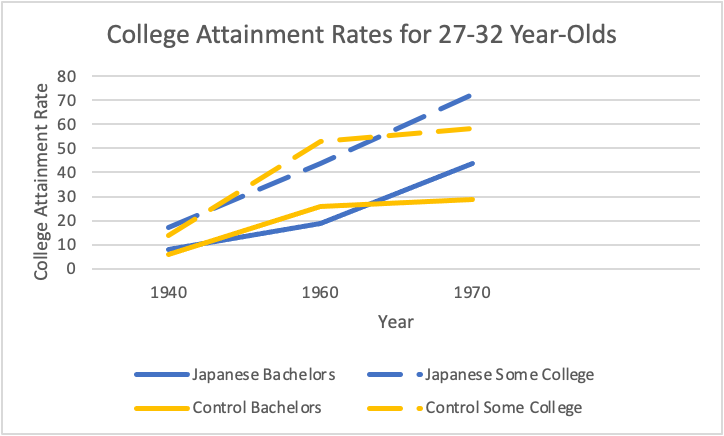 College Attainment Rates for 27-32 Year-Olds
80
70
60
50
40
30
20
10
0
College Attainment Rate
1940 1960 1970
Year
Japanese Bachelors Japanese Some College
Control Bachelors Control Some College